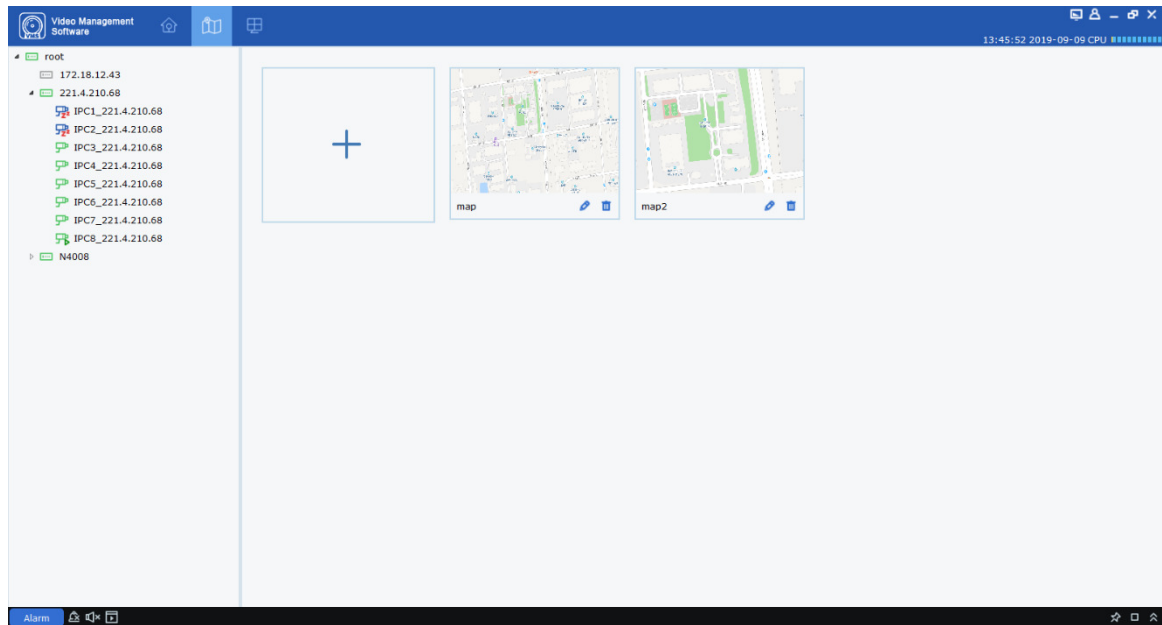 Video Management
Software
13:45:52 2019-09-09 CPU
root
172.18.12.43
221.4.210.68
IPC1_221.4.210.68
IPC2_221.4.210.68
IPC3_221.4.210.68
IPC4_221.4.210.68
IPC5_221.4.210.68
IPC6_221.4.210.68
IPC7_221.4.210.68
IPC8_221.4.210.68
N4008
map
map2
Alarm